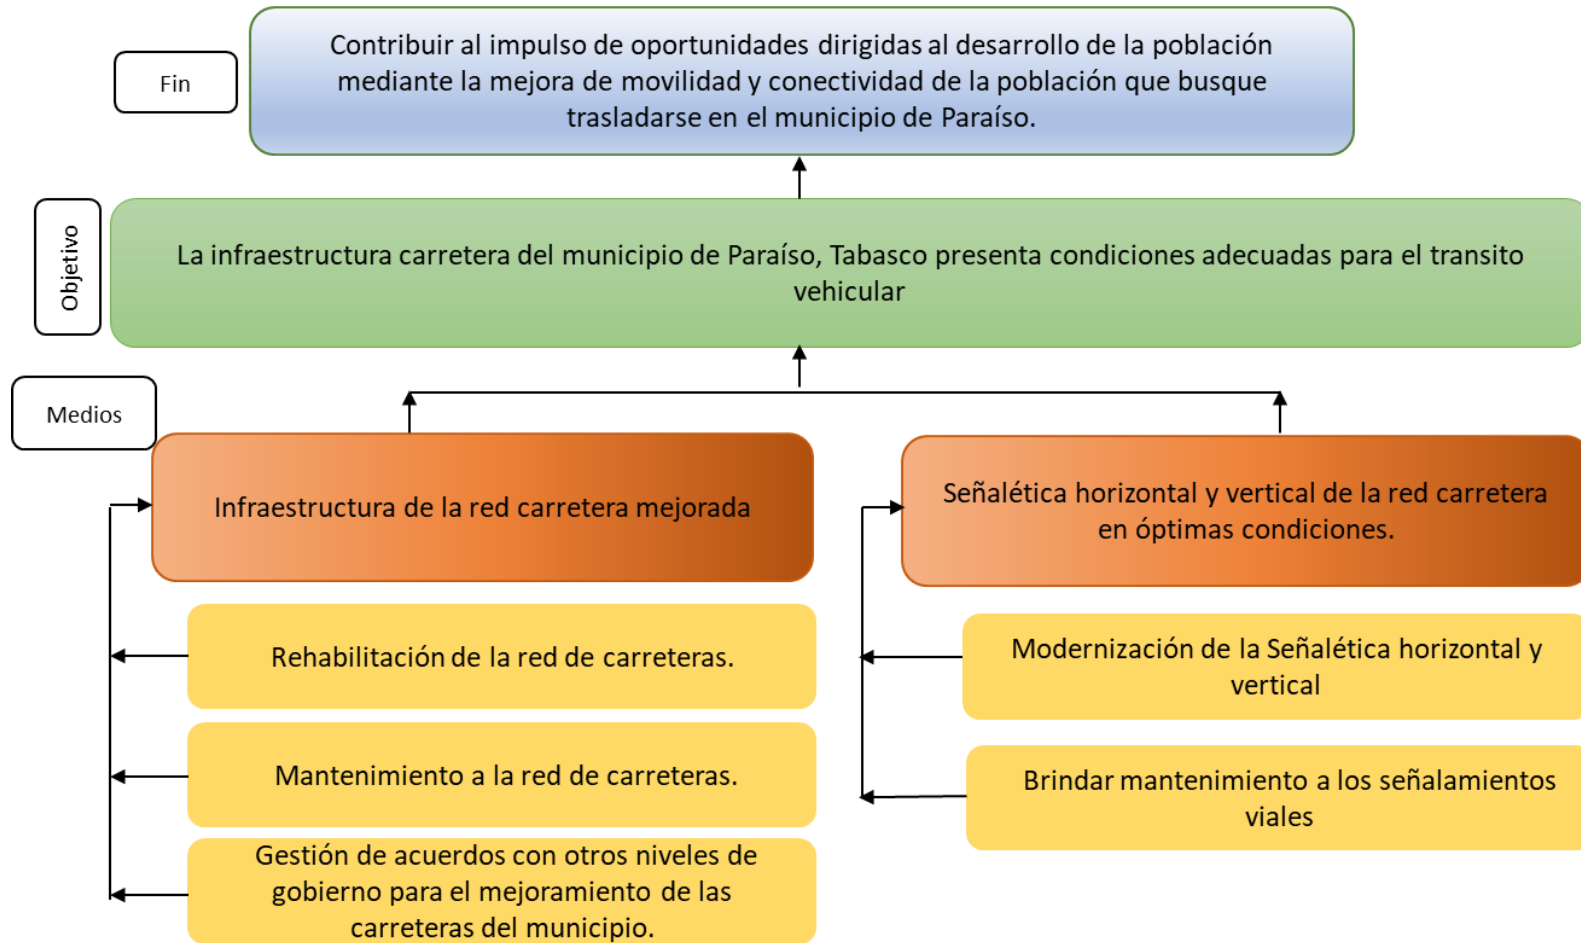 Fin
Contribuir al impulso de oportunidades dirigidas al desarrollo de la población
mediante la mejora de movilidad y conectividad de la población que busque
trasladarse en el municipio de Paraíso.
Objetivo
La infraestructura carretera del municipio de Paraíso, Tabasco presenta condiciones adecuadas para el transito
vehicular
Medios
Infraestructura de la red carretera mejorada
Rehabilitación de la red de carreteras.
Mantenimiento a la red de carreteras.
Gestión de acuerdos con otros niveles de
gobierno para el mejoramiento de las
carreteras del municipio.
Señalética horizontal y vertical de la red carretera
en óptimas condiciones.
Modernización de la Señalética horizontal y
vertical
Brindar mantenimiento a los señalamientos
viales